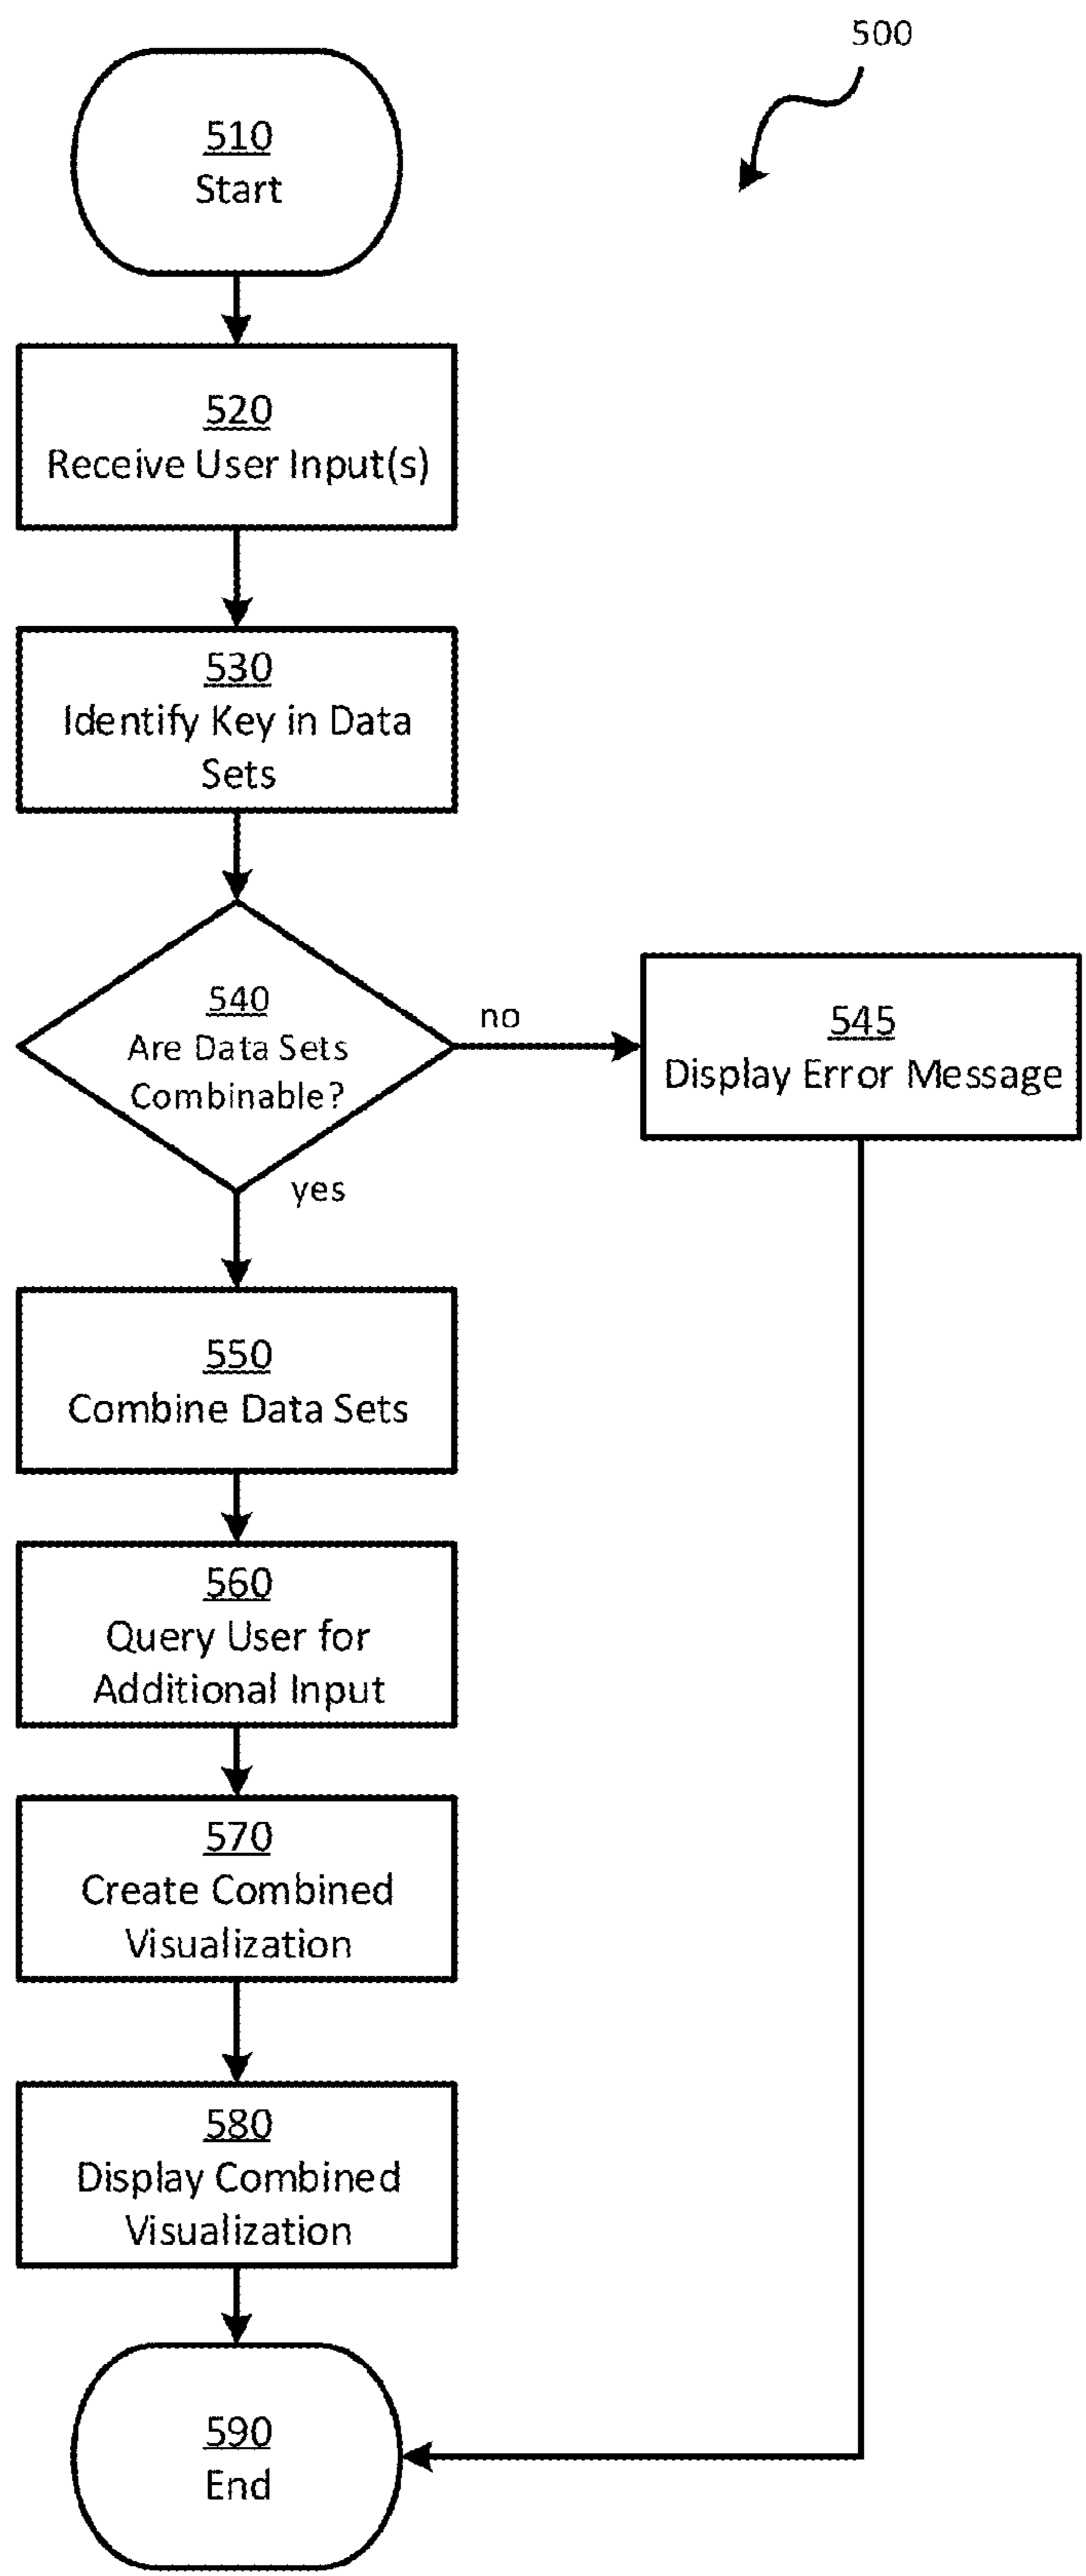 500
510
Start
520
Receive User Input(s)
530
Identify Key in Data
Sets
540
Are Data Sets
Combinable?
no
545
Display Error Message
yes
550
Combine Data Sets
560
Query User for
Additional Input
570
Create Combined
Visualization
580
Display Combined
Visualization
590
End